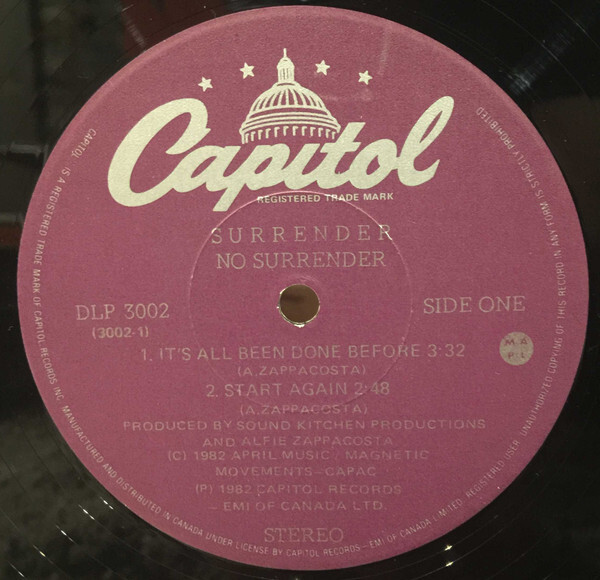 Capitol
REGISTERED TRADE MARK
SURRENDER
NO SURRENDER
DLP 3002
(3002-1)
SIDE ONE
1. IT'S ALL BEEN DONE BEFORE 3:32
(A.ZAPPACOSTA)
2. START AGAIN 2:48
(A.ZAPPACOSTA)
M A
P L
PRODUCED BY SOUND KITCHEN PRODUCTIONS
AND ALFIE ZAPPACOSTA
(C) 1982 APRIL MUSIC / MAGNETIC
MOVEMENTS-CAPAC
(P) 1982 CAPITOL RECORDS
- EMI OF CANADA LTD.
STEREO
CAPITOL IS A REGISTERED TRADE MARK OF CAPITOL RECORDS INC. MANUFACTURED AND DISTRIBUTED IN CANADA UNDER LICENSE BY CAPITOL RECORDS—EMI OF CANADA LIMITED. REGISTERED USER. UNAUTHORIZED COPYING OF THIS RECORD IN ANY FORM IS STRICTLY PROHIBITED